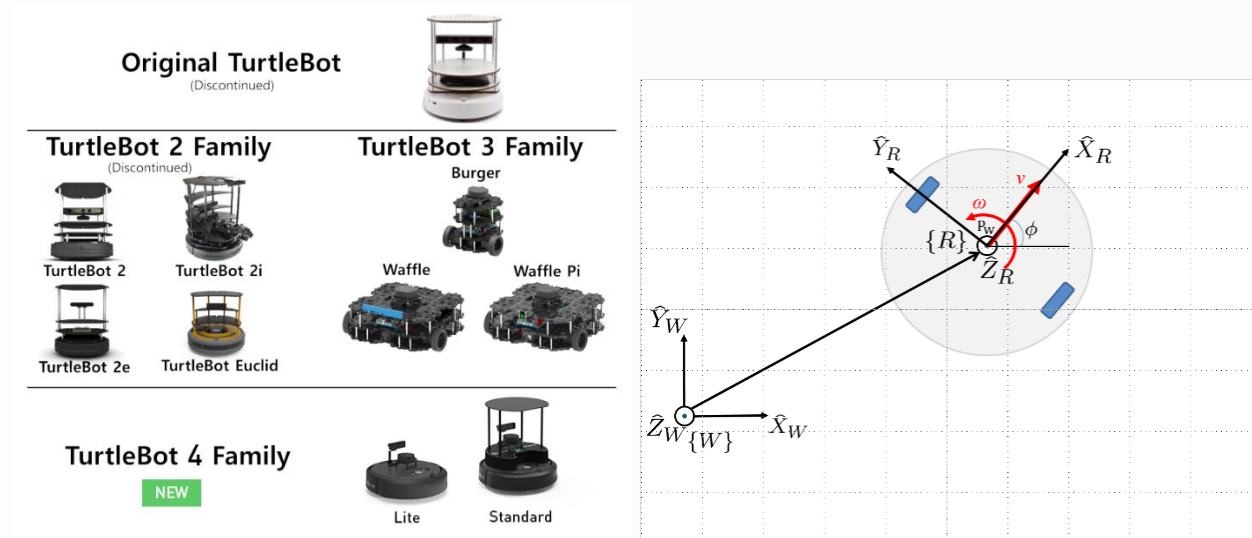 Original TurtleBot
(Discontinued)
TurtleBot 2 Family
(Discontinued)
TurtleBot 2
TurtleBot 2i
TurtleBot 2e
TurtleBot Euclid
TurtleBot 3 Family
Burger
Waffle
Waffle Pi
TurtleBot 4 Family
NEW
Lite
Standard
Ŷ_R
X̂_R
v
ω
P_W
ϕ
{R}
Ẑ_R
Ŷ_W
Ẑ_W {W}
X̂_W